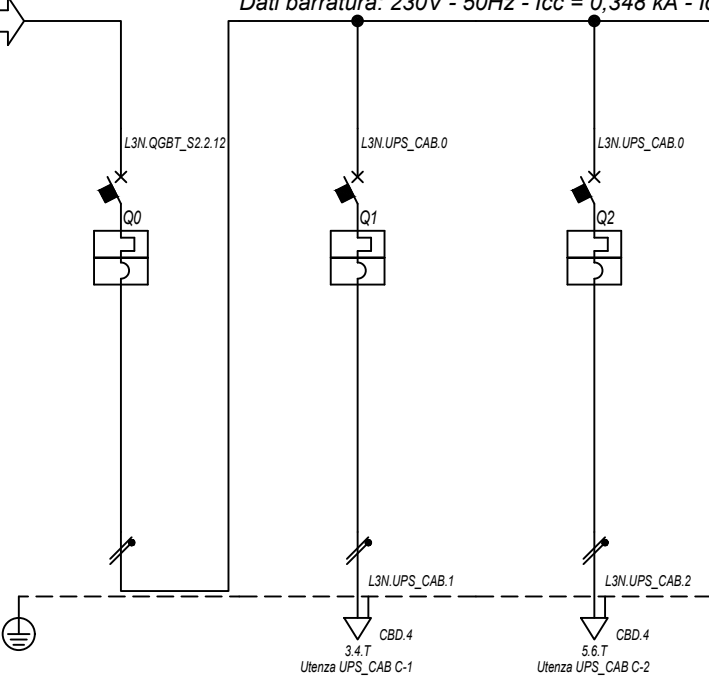 Dati barratura: 230V - 50Hz - Icc = 0,348 kA -
L3N.QGBT_S2.2.12
L3N.UPS_CAB.0
L3N.UPS_CAB.0
Q0
Q1
Q2
L3N.UPS_CAB.1
L3N.UPS_CAB.2
CBD.4
CBD.4
3.4.T
5.6.T
Utenza UPS_CAB C-1
Utenza UPS_CAB C-2